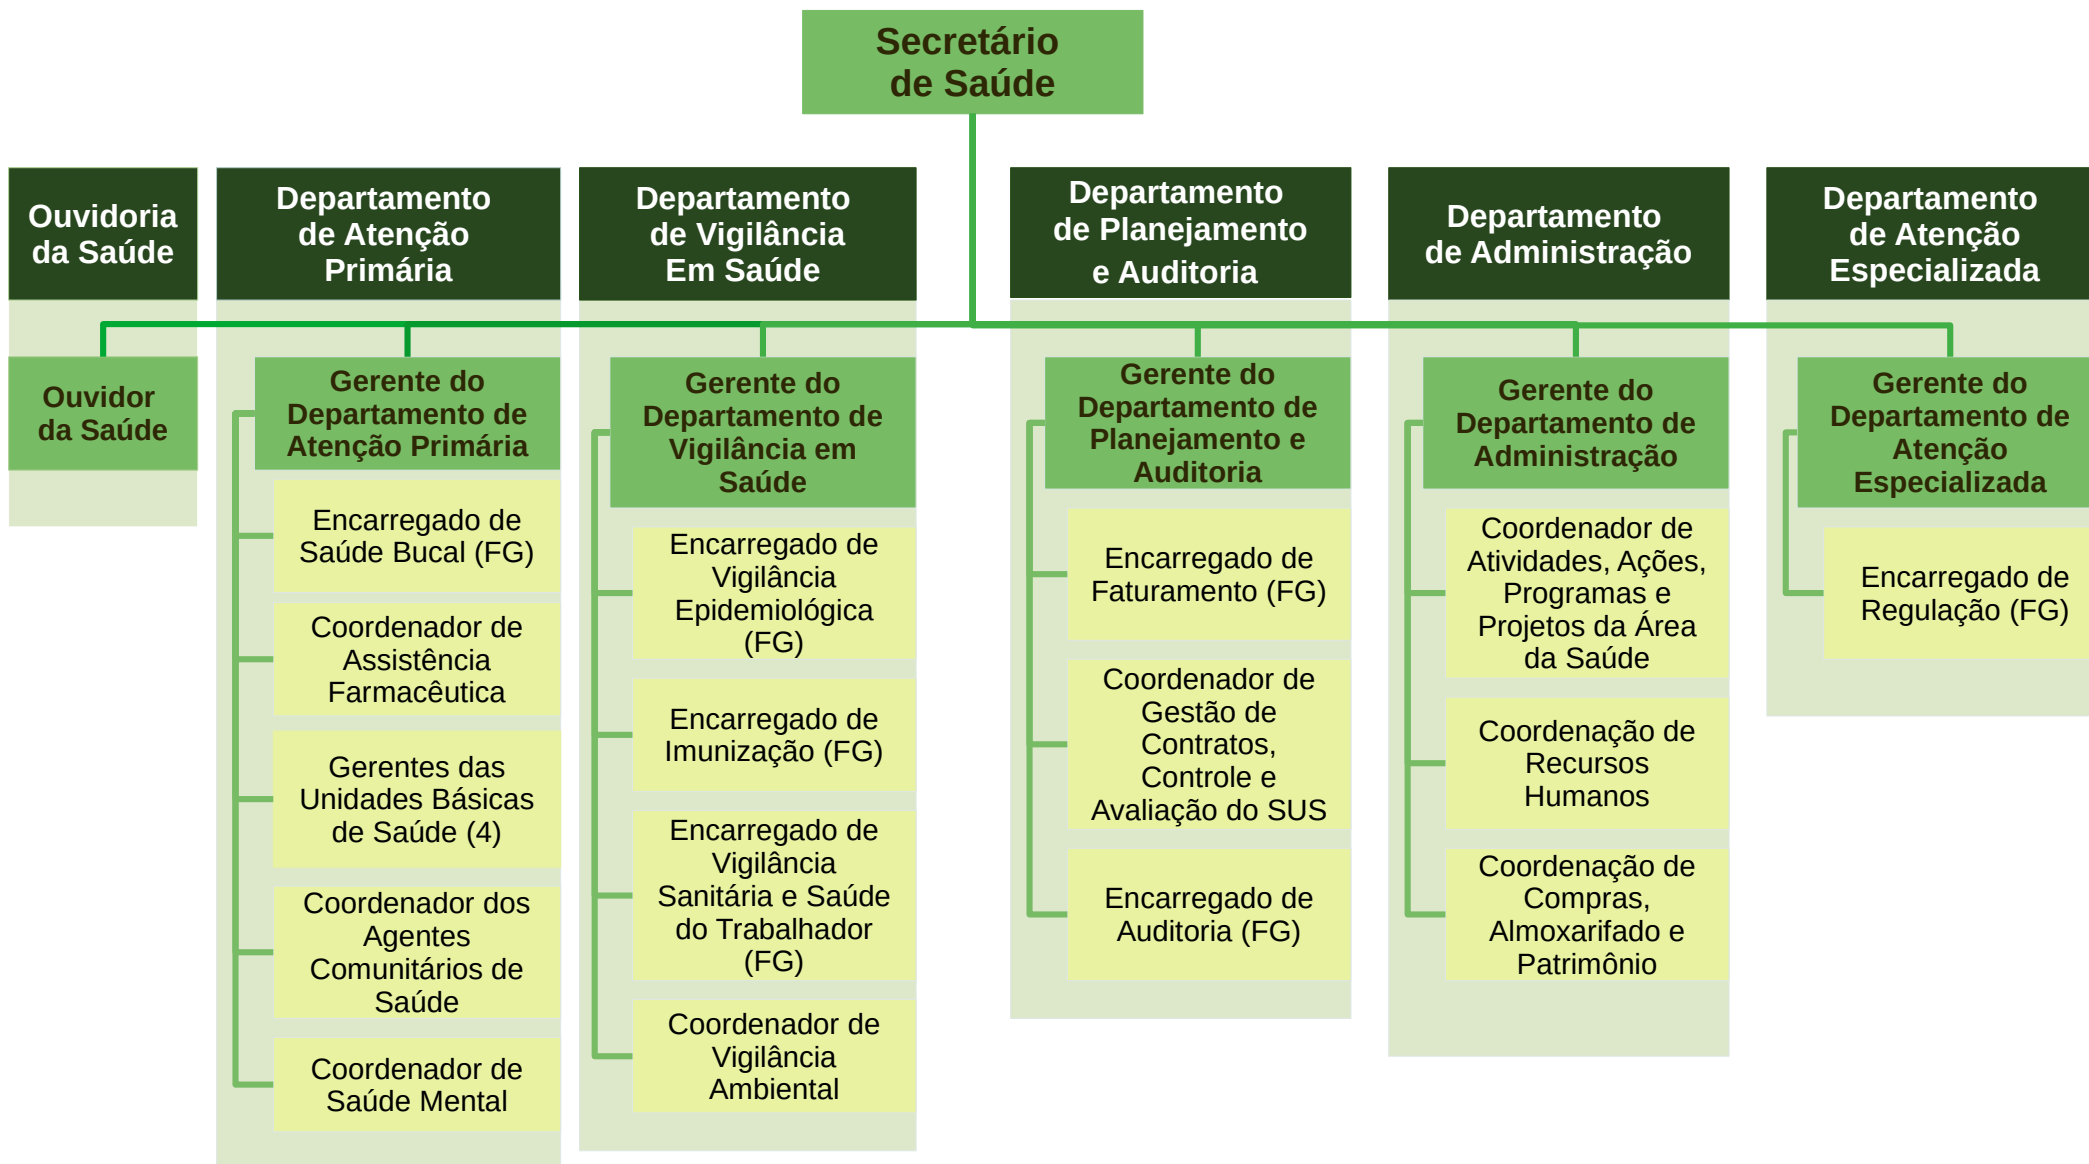 Secretário
de Saúde
Ouvidoria
da Saúde
Ouvidor
da Saúde
Departamento
de Atenção
Primária
Gerente do
Departamento de
Atenção Primária
Encarregado de
Saúde Bucal (FG)
Coordenador de
Assistência
Farmacêutica
Gerentes das
Unidades Básicas
de Saúde (4)
Coordenador dos
Agentes
Comunitários de
Saúde
Coordenador de
Saúde Mental
Departamento
de Vigilância
Em Saúde
Gerente do
Departamento de
Vigilância em
Saúde
Encarregado de
Vigilância
Epidemiológica
(FG)
Encarregado de
Imunização (FG)
Encarregado de
Vigilância
Sanitária e Saúde
do Trabalhador
(FG)
Coordenador de
Vigilância
Ambiental
Departamento
de Planejamento
e Auditoria
Gerente do
Departamento de
Planejamento e
Auditoria
Encarregado de
Faturamento (FG)
Coordenador de
Gestão de
Contratos,
Controle e
Avaliação do SUS
Encarregado de
Auditoria (FG)
Departamento
de Administração
Gerente do
Departamento de
Administração
Coordenador de
Atividades, Ações,
Programas e
Projetos da Área
da Saúde
Coordenação de
Recursos
Humanos
Coordenação de
Compras,
Almoxarifado e
Patrimônio
Departamento
de Atenção
Especializada
Gerente do
Departamento de
Atenção
Especializada
Encarregado de
Regulação (FG)